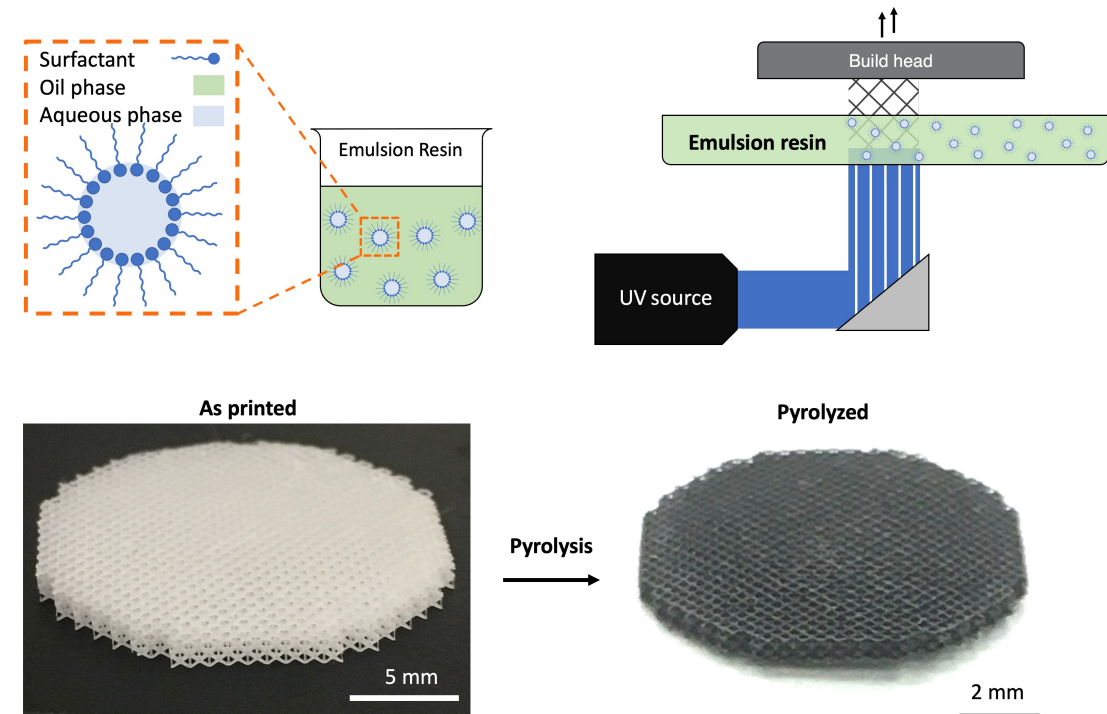 Surfactant
Oil phase
Aqueous phase
Emulsion Resin
Build head
Emulsion resin
UV source
As printed
5 mm
Pyrolysis
Pyrolyzed
2 mm